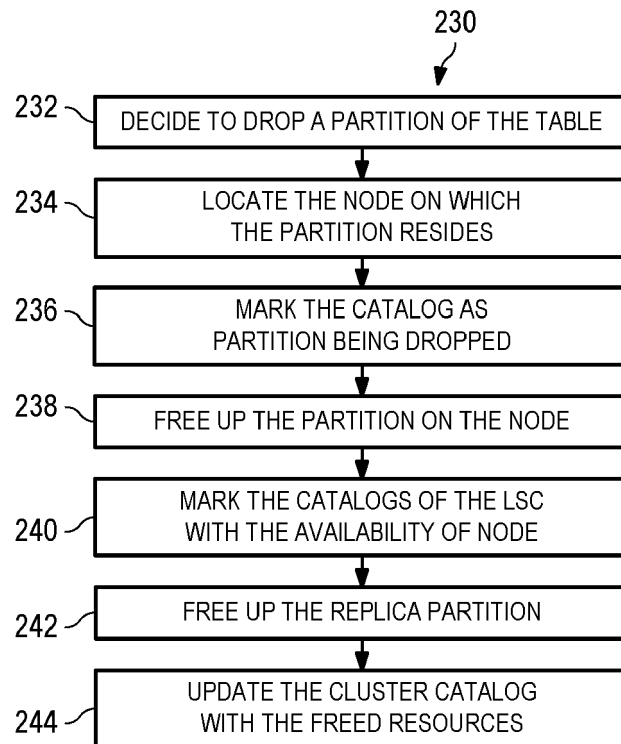 230
232
DECIDE TO DROP A PARTITION OF THE TABLE
234
LOCATE THE NODE ON WHICH
THE PARTITION RESIDES
236
MARK THE CATALOG AS
PARTITION BEING DROPPED
238
FREE UP THE PARTITION ON THE NODE
240
MARK THE CATALOGS OF THE LSC
WITH THE AVAILABILITY OF NODE
242
FREE UP THE REPLICA PARTITION
244
UPDATE THE CLUSTER CATALOG
WITH THE FREED RESOURCES